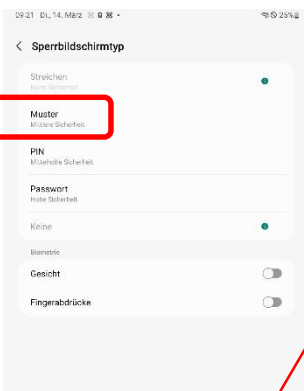 09:21 Di., 14. März
25%
Sperrbildschirmtyp
Streichen
Keine Sicherheit
Muster
Mittlere Sicherheit
PIN
Mittelhohe Sicherheit
Passwort
Hohe Sicherheit
Keine
Biometrie
Gesicht
Fingerabdrücke